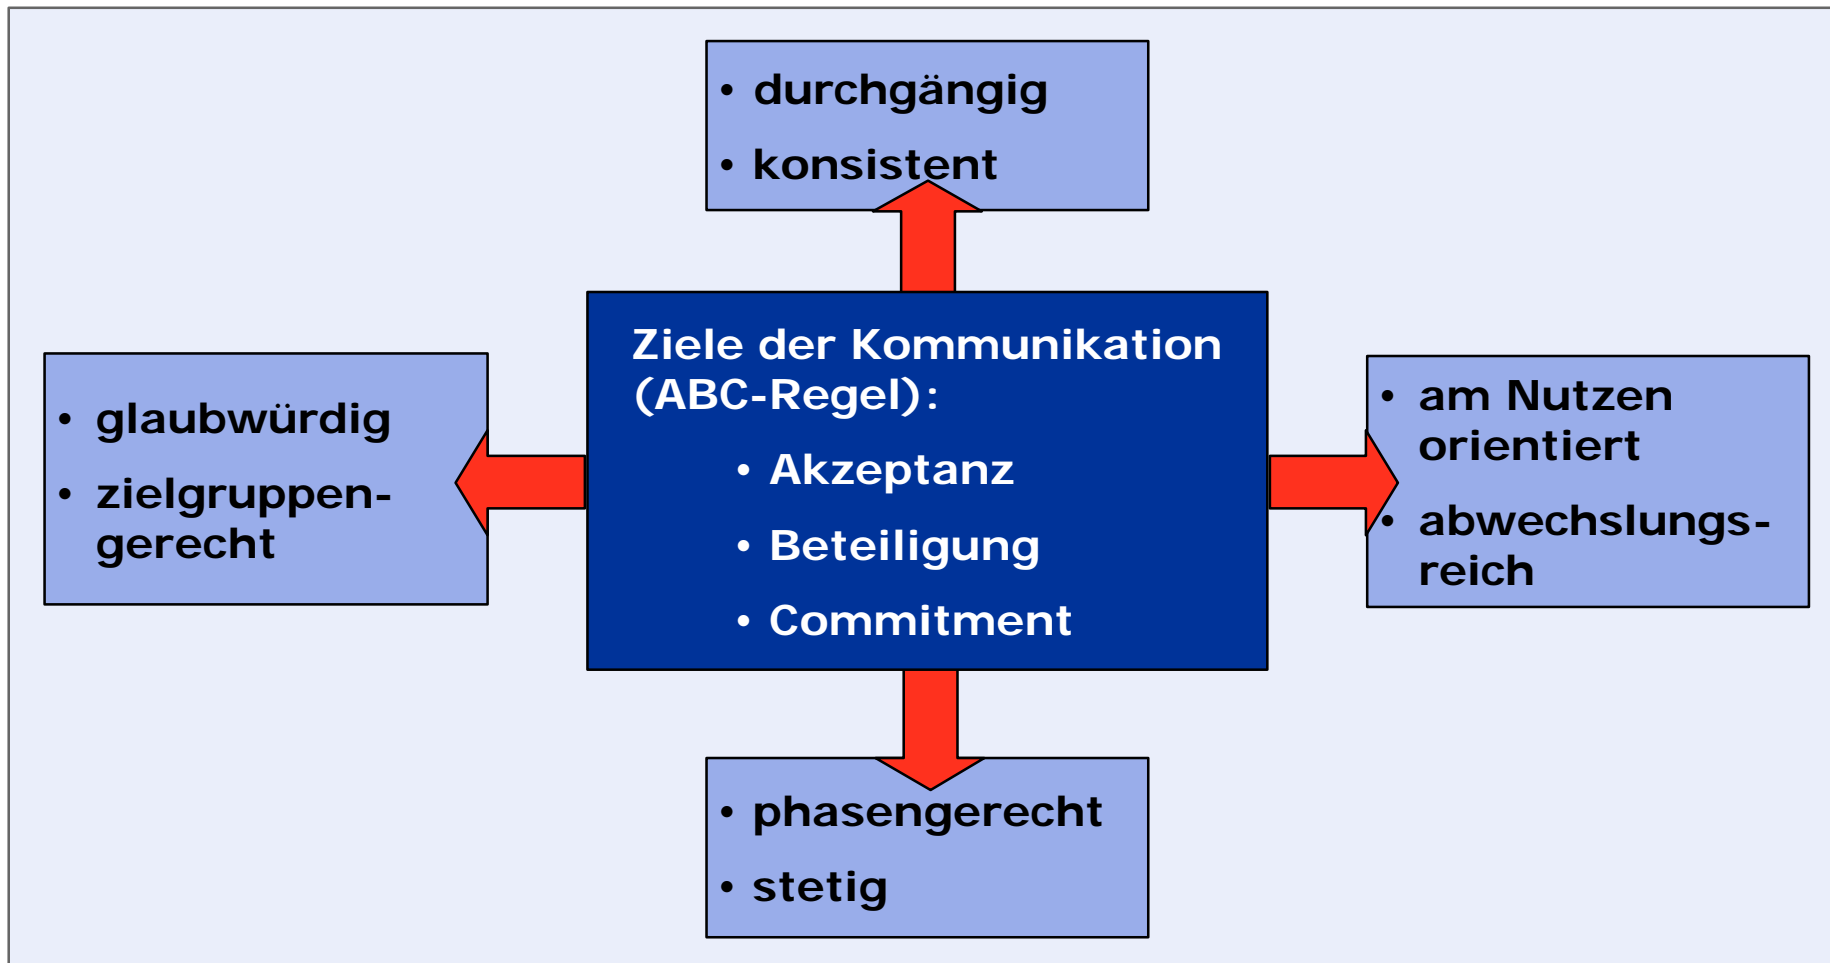 • durchgängig
• konsistent
Ziele der Kommunikation
(ABC-Regel):
• Akzeptanz
• Beteiligung
• Commitment
• glaubwürdig
• zielgruppen-
gerecht
• am Nutzen
orientiert
• abwechslungs-
reich
• phasengerecht
• stetig